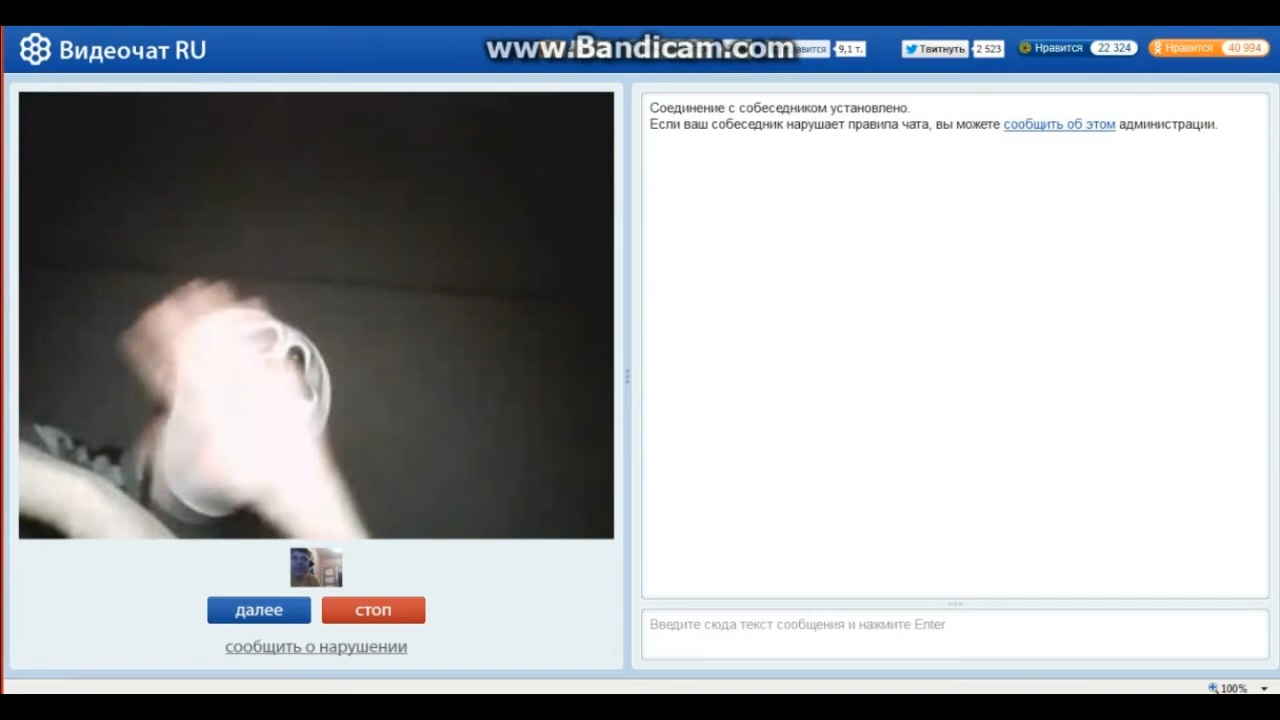 Видеочат RU
www.Bandicam.com
9,1 т.
Твитнуть 2 523
Нравится 22 324
Нравится 40 994
Соединение с собеседником установлено.
Если ваш собеседник нарушает правила чата, вы можете сообщить об этом администрации.
далее
стоп
сообщить о нарушении
Введите сюда текст сообщения и нажмите Enter
100%